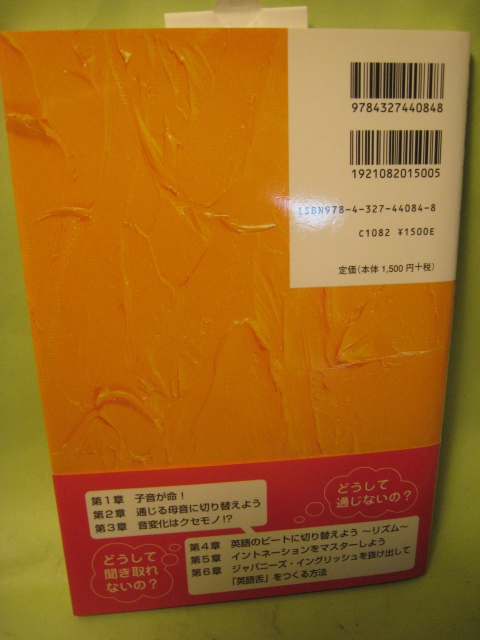 9784327440848
1921082015005
ISBN978-4-327-44084-8
C1082 ¥1500E
定価(本体 1,500 円+税)
どうして
通じないの?
第1章 子音が命!
第2章 通じる母音に切り替えよう
第3章 音変化はクセモノ!?
どうして
聞き取れ
ないの?
第4章 英語のビートに切り替えよう ～リズム～
第5章 イントネーションをマスターしよう
第6章 ジャパニーズ・イングリッシュを抜け出して
「英語舌」をつくる方法